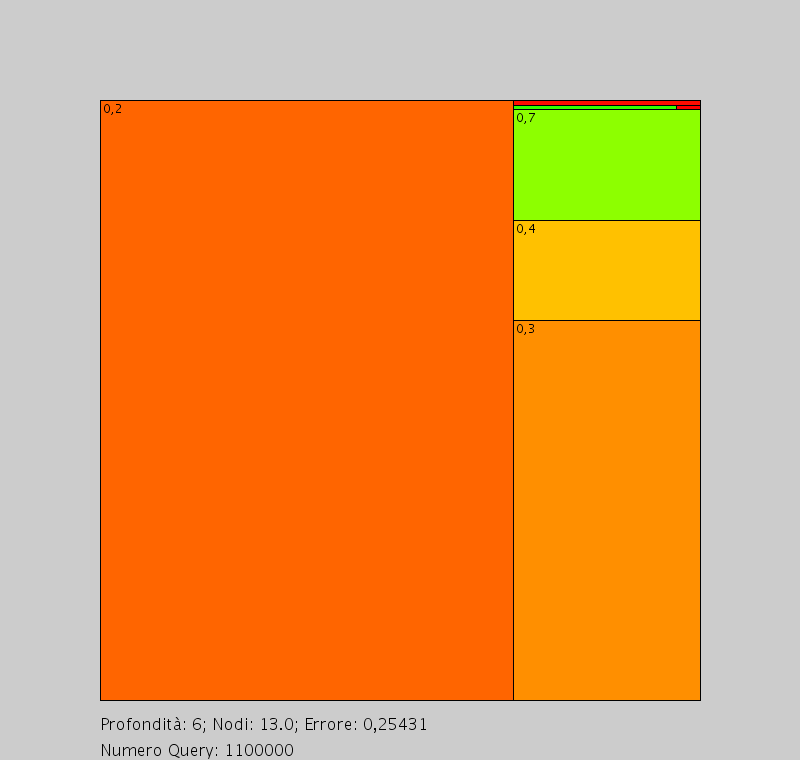 0,2
0,7
0,4
0,3
Profondità: 6; Nodi: 13.0; Errore: 0,25431
Numero Query: 1100000